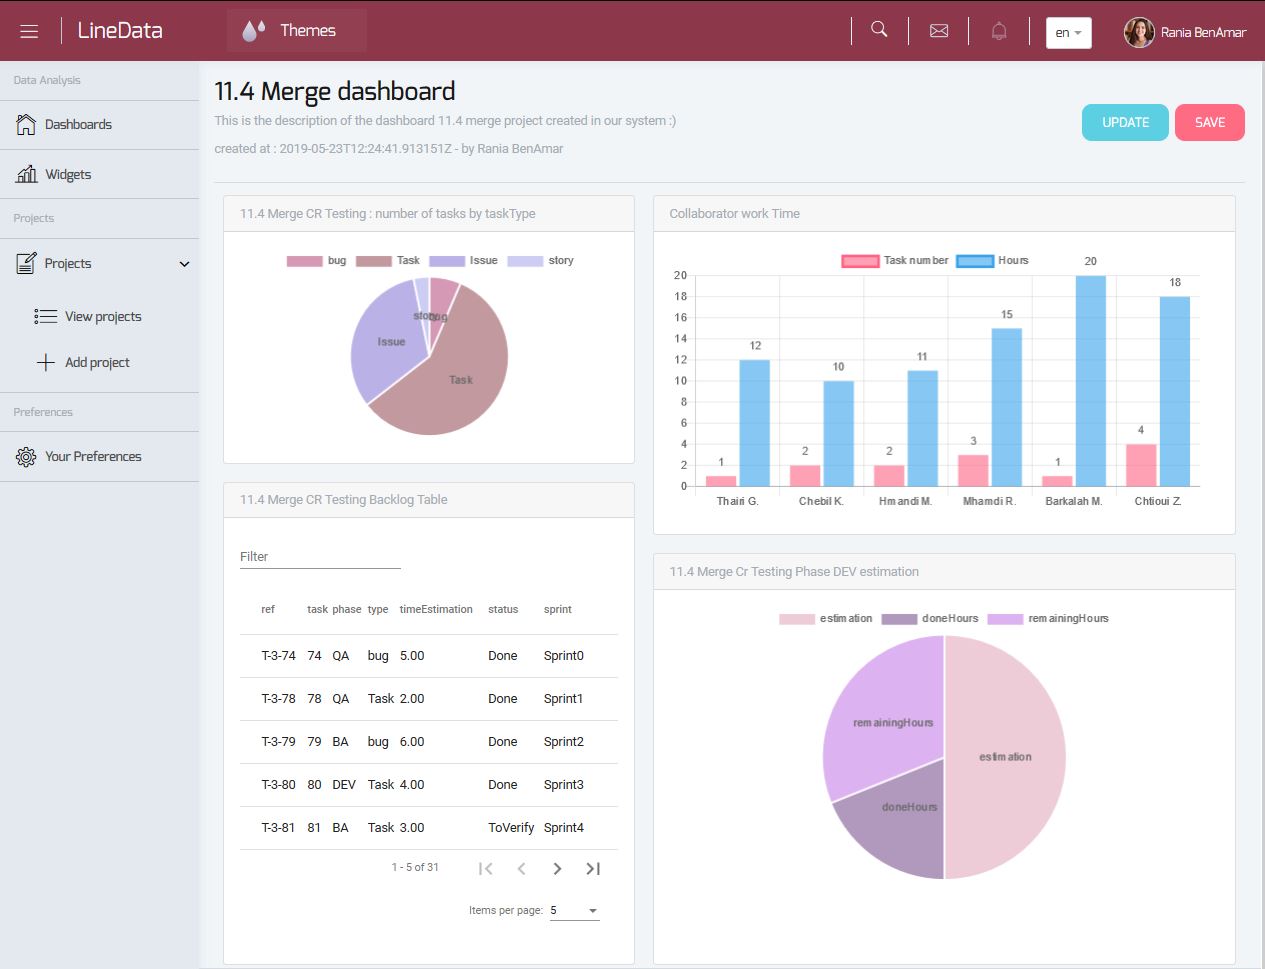 LineData
Themes
en
Rania BenAmar
Data Analysis
Dashboards
Widgets
Projects
Projects
View projects
Add project
Preferences
Your Preferences
11.4 Merge dashboard
This is the description of the dashboard 11.4 merge project created in our system :)
created at : 2019-05-23T12:24:41.913151Z - by Rania BenAmar
UPDATE
SAVE
11.4 Merge CR Testing : number of tasks by taskType
bug Task Issue story
story
bug
Issue
Task
Collaborator work Time
Task number Hours
20
18
16
14
12
10
8
6
4
2
0
1 12 2 10 2 11 3 15 1 20 4 18
Thairi G. Chebil K. Hmandi M. Mhamdi R. Barkalah M. Chtioui Z.
11.4 Merge CR Testing Backlog Table
Filter
ref task phase type timeEstimation status sprint
T-3-74 74 QA bug 5.00 Done Sprint0
T-3-78 78 QA Task 2.00 Done Sprint1
T-3-79 79 BA bug 6.00 Done Sprint2
T-3-80 80 DEV Task 4.00 Done Sprint3
T-3-81 81 BA Task 3.00 ToVerify Sprint4
1 - 5 of 31
Items per page: 5
11.4 Merge Cr Testing Phase DEV estimation
estimation doneHours remainingHours
remainingHours
estimation
doneHours